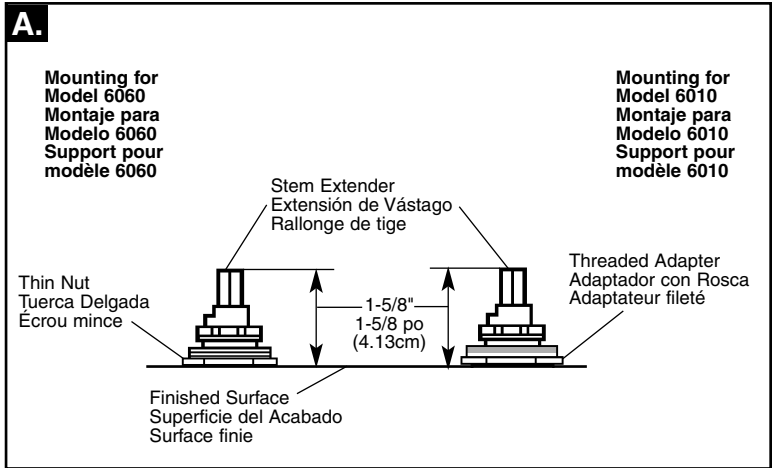 A.
Mounting for
Model 6060
Montaje para
Modelo 6060
Support pour
modèle 6060
Mounting for
Model 6010
Montaje para
Modelo 6010
Support pour
modèle 6010
Stem Extender
Extensión de Vástago
Rallonge de tige
Thin Nut
Tuerca Delgada
Écrou mince
1-5/8"
1-5/8 po
(4.13cm)
Threaded Adapter
Adaptador con Rosca
Adaptateur fileté
Finished Surface
Superficie del Acabado
Surface finie